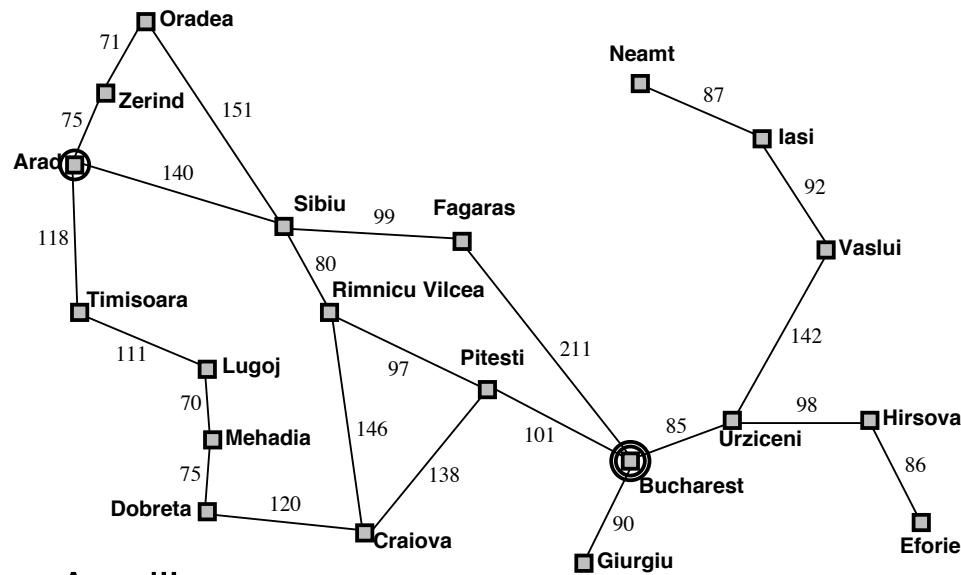 Oradea
71
Neamt
87
Zerind
151
75
Iasi
Arad
140
92
Sibiu
99
Fagaras
118
Vaslui
80
Timisoara
Rimnicu Vilcea
111
142
Pitesti
211
Lugoj
97
70
98
Hirsova
85
146
101
Urziceni
Mehadia
86
75
138
Bucharest
Dobreta
120
90
Craiova
Eforie
Giurgiu